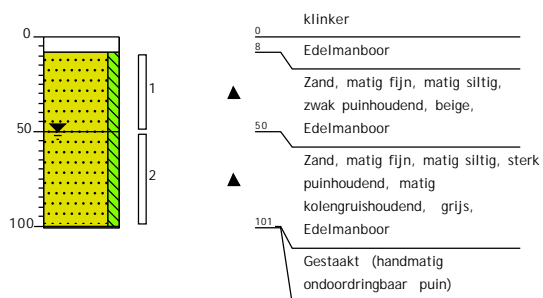 klinker
0
0
8
Edelmanboor
Zand, matig fijn, matig siltig,
zwak puinhoudend, beige,
Edelmanboor
1
50
50
Zand, matig fijn, matig siltig, sterk
puinhoudend, matig
kolengruishoudend, grijs,
Edelmanboor
2
100
101
Gestaakt (handmatig
ondoordringbaar puin)